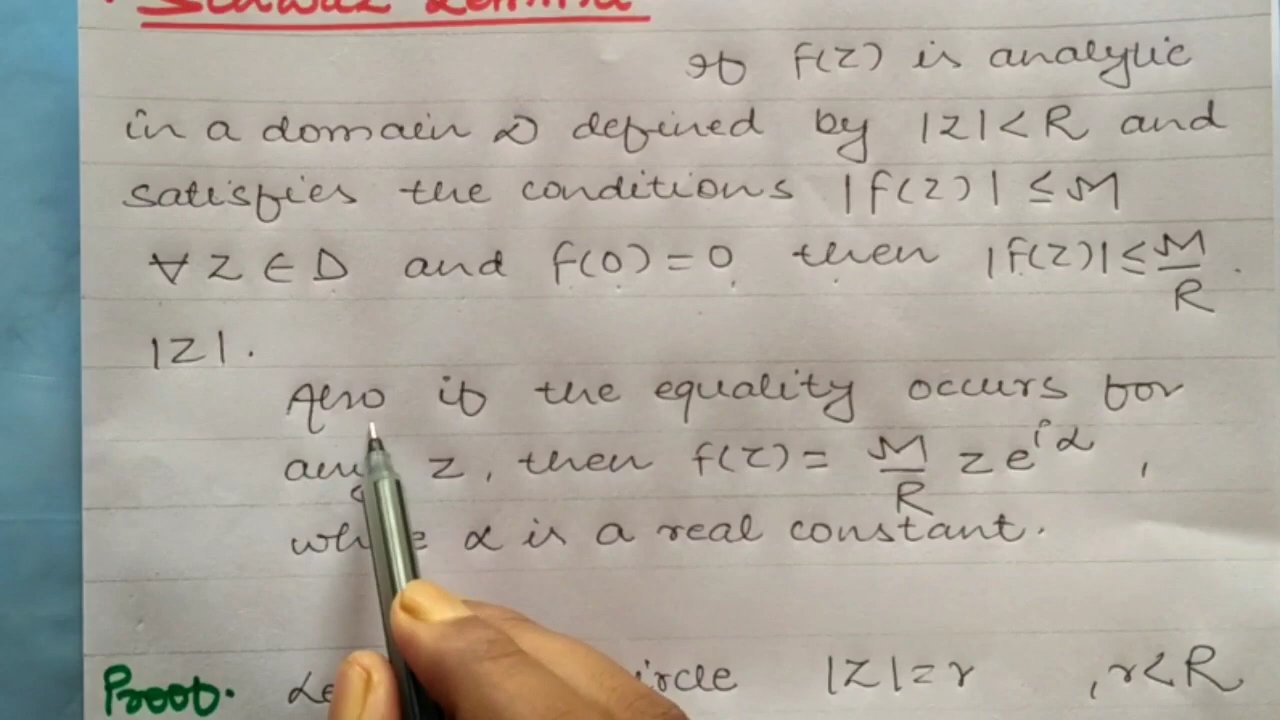 If f(z) is analytic
in a domain D defined by |z|<R and
satisfies the conditions |f(z)| ≤ M
∀ z ∈ D and f(0)=0, then |f(z)| ≤ M/R .
|z|.
Also if the equality occurs for
any z, then f(z) = M/R z e^{iα} ,
α is a real constant.
Proof. |z|=r , r<R